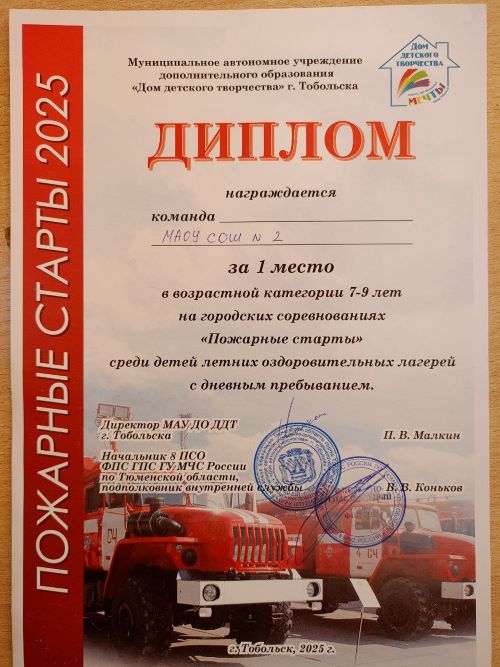 ПОЖАРНЫЕ СТАРТЫ 2025
Муниципальное автономное учреждение
дополнительного образования
«Дом детского творчества» г. Тобольска
Дом
детского
творчества
МЕЧТЫ
ДИПЛОМ
награждается
команда
МАОУ СОШ № 2
за 1 место
в возрастной категории 7-9 лет
на городских соревнованиях
«Пожарные старты»
среди детей летних оздоровительных лагерей
с дневным пребыванием.
Директор МАУ ДО ДДТ
г. Тобольска
П. В. Малкин
Начальник 8 ПСО
ФПС ГПС ГУ МЧС России
по Тюменской области,
подполковник внутренней службы
В. В. Коньков
СЧ
4 СЧ
г. Тобольск, 2025 г.